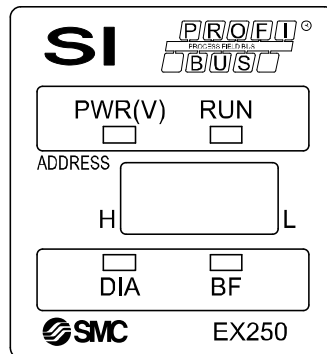 SI PROFI®
PROCESS FIELD BUS
BUS
PWR(V) RUN
ADDRESS
H L
DIA BF
SMC EX250